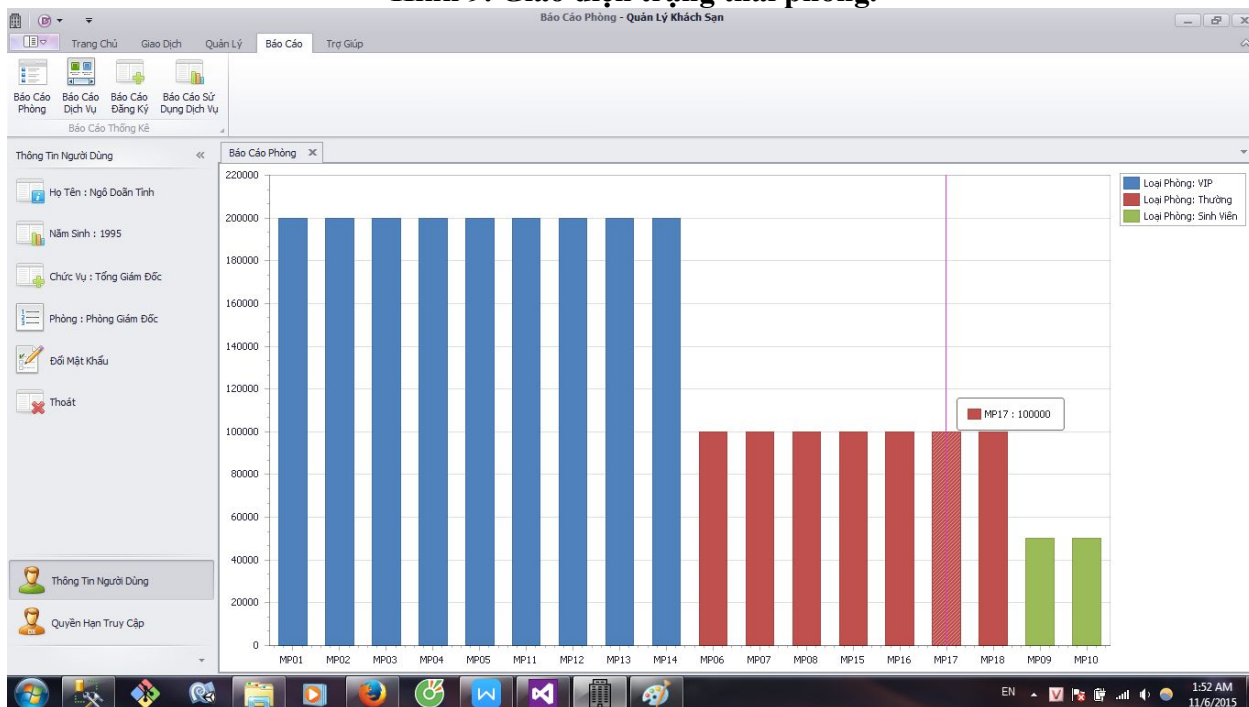 Hình 9: Giao diện trạng thái phòng.
Báo Cáo Phòng - Quản Lý Khách Sạn
Trang Chủ Giao Dịch Quản Lý Báo Cáo Trợ Giúp
Báo Cáo Phòng
Báo Cáo Dịch Vụ
Báo Cáo Đăng Ký
Báo Cáo Sử Dụng Dịch Vụ
Báo Cáo Thống Kê
Thông Tin Người Dùng
Họ Tên : Ngô Doãn Tình
Năm Sinh : 1995
Chức Vụ : Tổng Giám Đốc
Phòng : Phòng Giám Đốc
Đổi Mật Khẩu
Thoát
Thông Tin Người Dùng
Quyền Hạn Truy Cập
Báo Cáo Phòng
220000
200000
180000
160000
140000
120000
100000
80000
60000
40000
20000
0
MP01 MP02 MP03 MP04 MP05 MP11 MP12 MP13 MP14 MP06 MP07 MP08 MP15 MP16 MP17 MP18 MP09 MP10
MP17 : 100000
Loại Phòng: VIP
Loại Phòng: Thường
Loại Phòng: Sinh Viên
EN
1:52 AM
11/6/2015